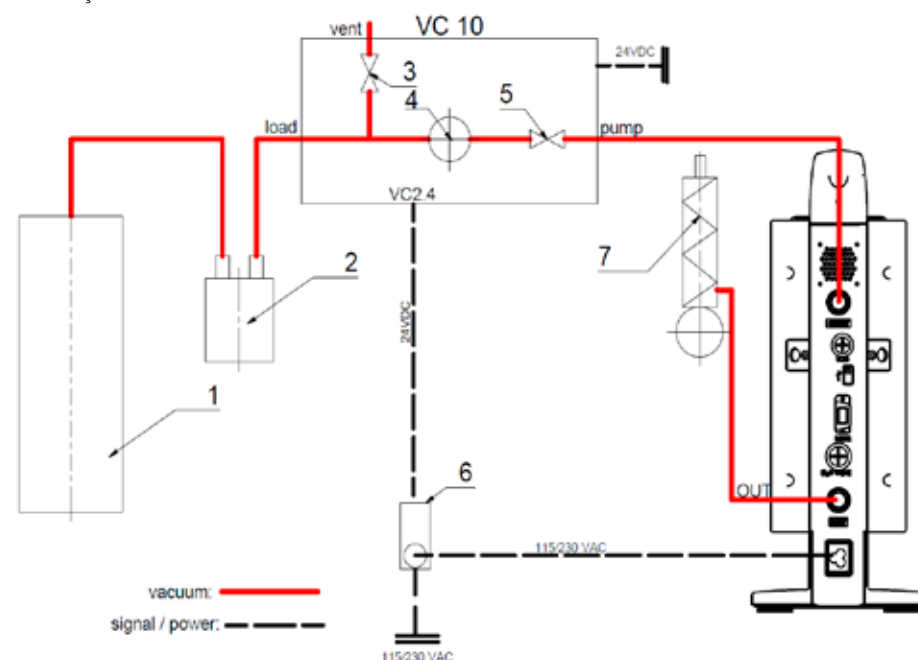 vent
VC 10
24VDC
3
4
5
load
pump
VC2.4
2
7
24VDC
1
6
OUT
115/230 VAC
vacuum:
signal / power:
115/230 VAC